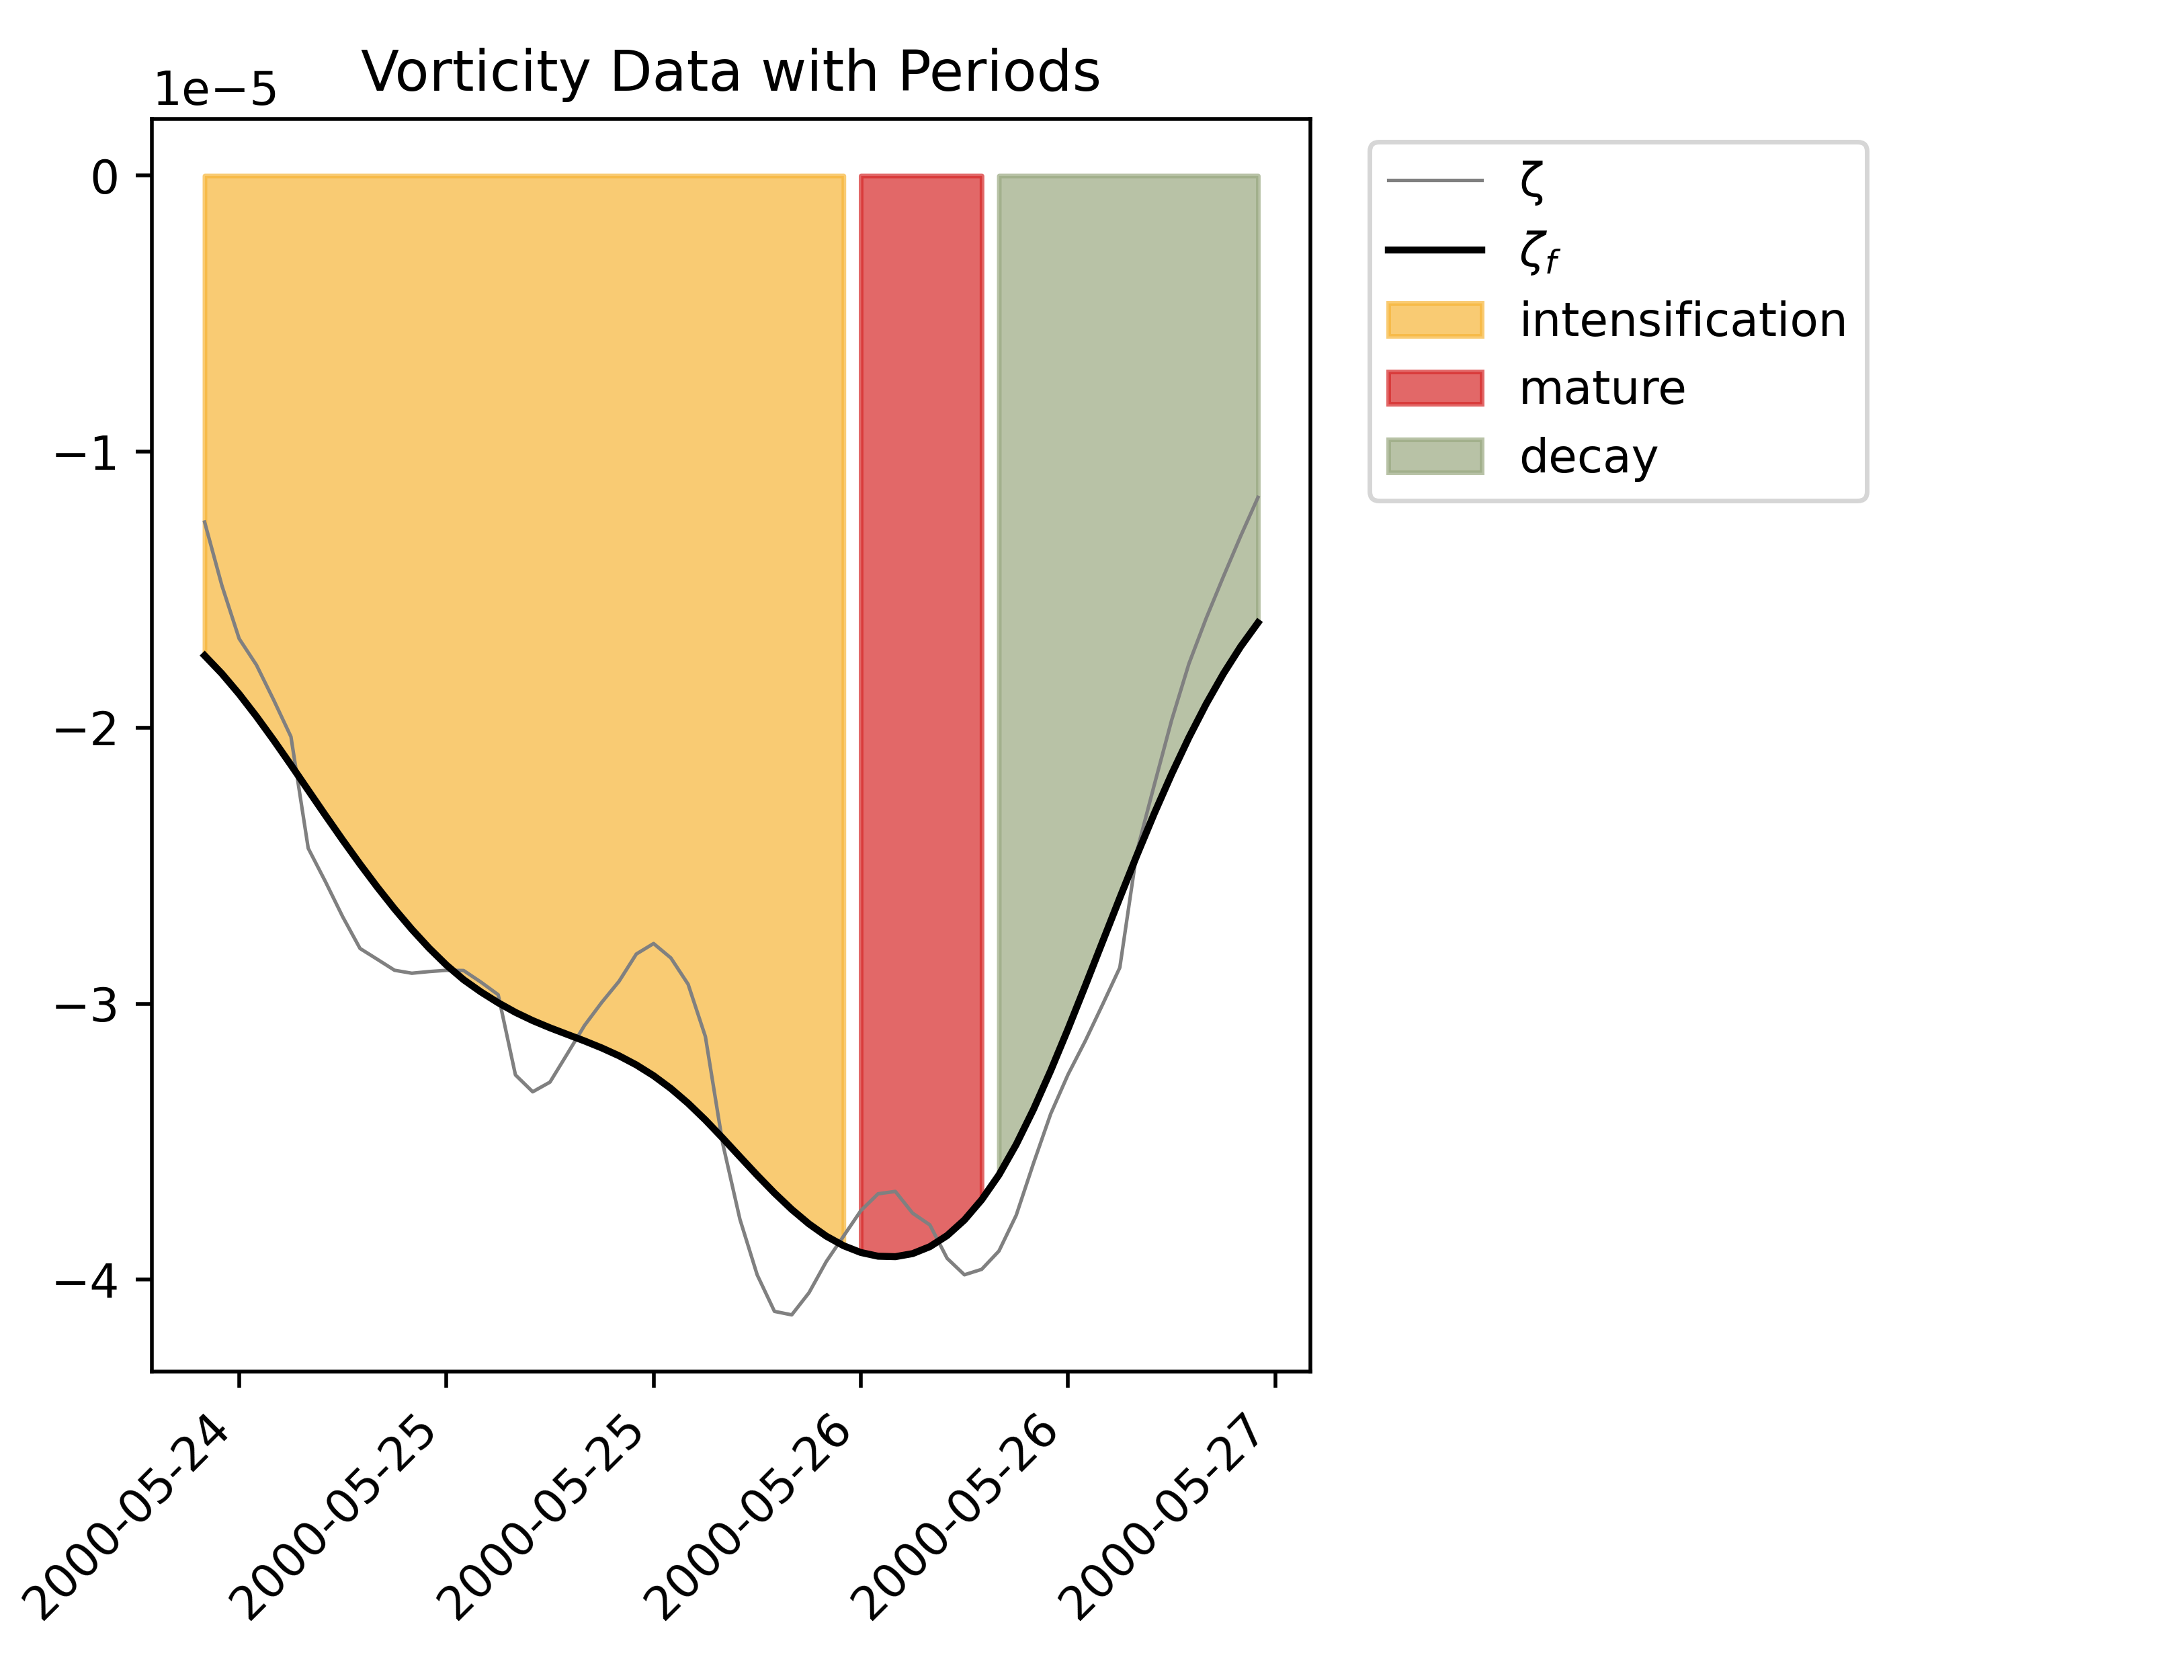 Vorticity Data with Periods
1e−5
0
−1
−2
−3
−4
2000-05-24
2000-05-25
2000-05-25
2000-05-26
2000-05-26
2000-05-27
ζ
ζf
intensification
mature
decay